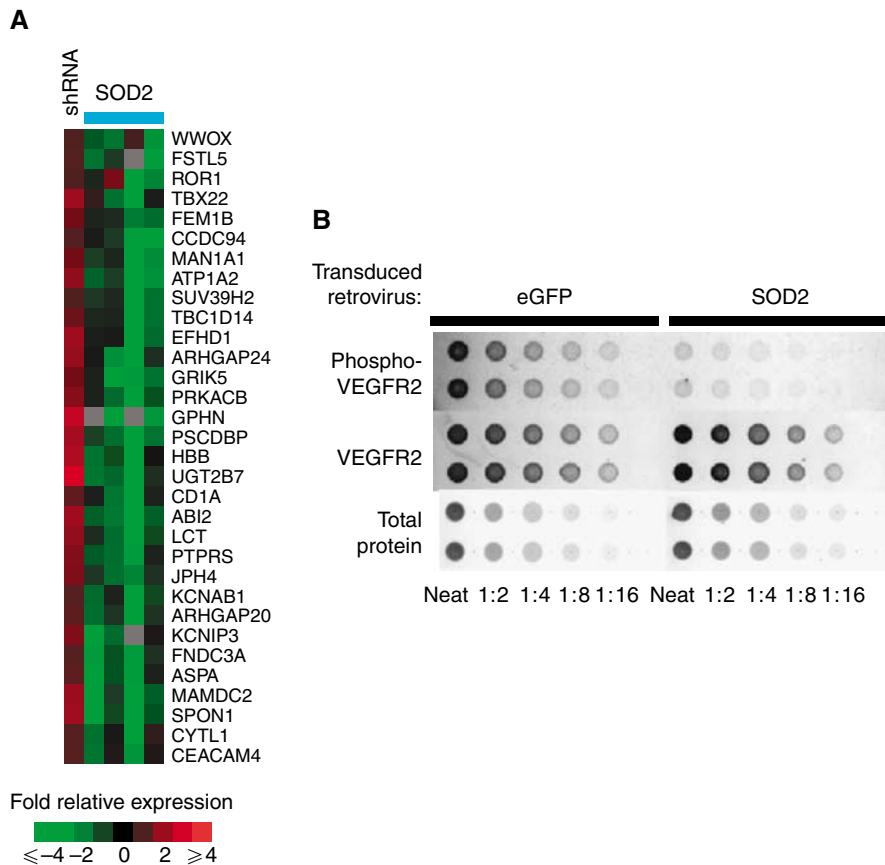 A
shRNA
SOD2
WWOX
FSTL5
ROR1
TBX22
FEM1B
CCDC94
MAN1A1
ATP1A2
SUV39H2
TBC1D14
EFHD1
ARHGAP24
GRIK5
PRKACB
GPHN
PSCDBP
HBB
UGT2B7
CD1A
ABI2
LCT
PTPRS
JPH4
KCNAB1
ARHGAP20
KCNIP3
FNDC3A
ASPA
MAMDC2
SPON1
CYTL1
CEACAM4
Fold relative expression
⩽–4 –2 0 2 ⩾4
B
Transduced
retrovirus:
eGFP SOD2
Phospho-
VEGFR2
VEGFR2
Total
protein
Neat 1:2 1:4 1:8 1:16 Neat 1:2 1:4 1:8 1:16